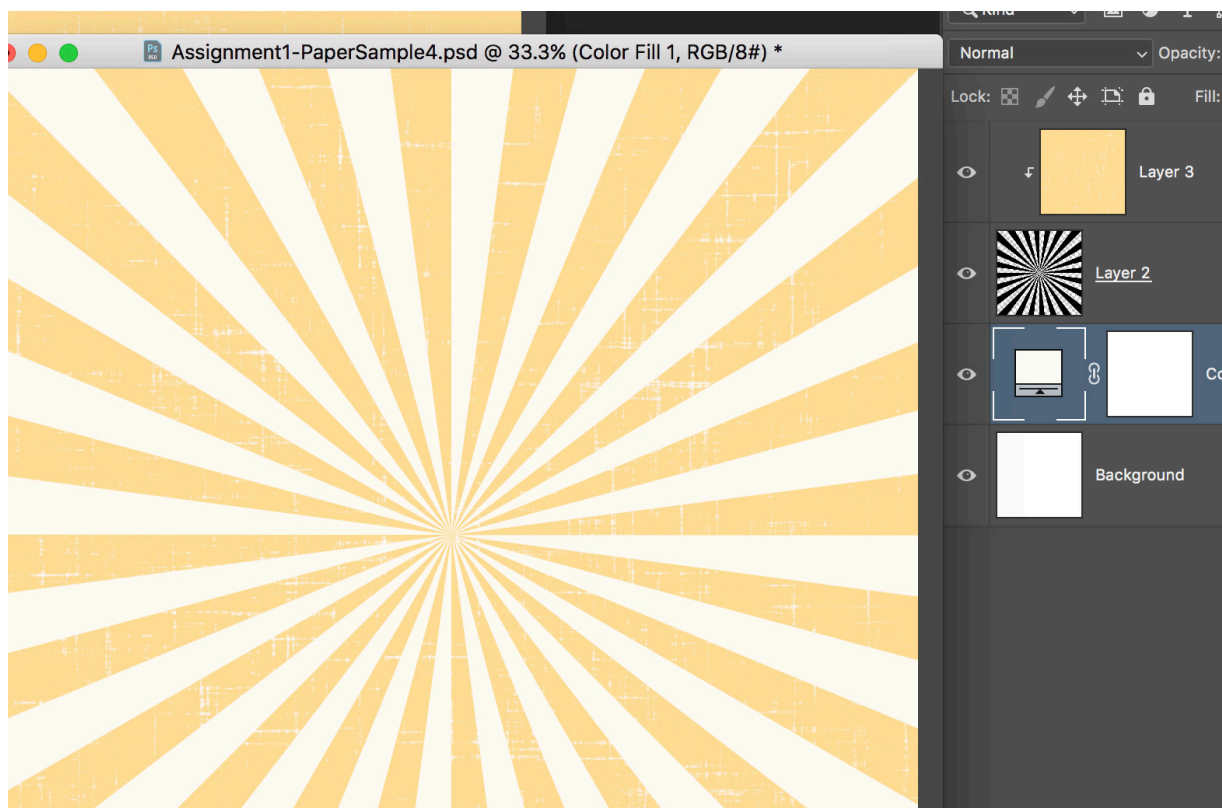 Assignment1-PaperSample4.psd @ 33.3% (Color Fill 1, RGB/8#) *
Normal
Opacity:
Lock:
Fill:
Layer 3
Layer 2
Co
Background